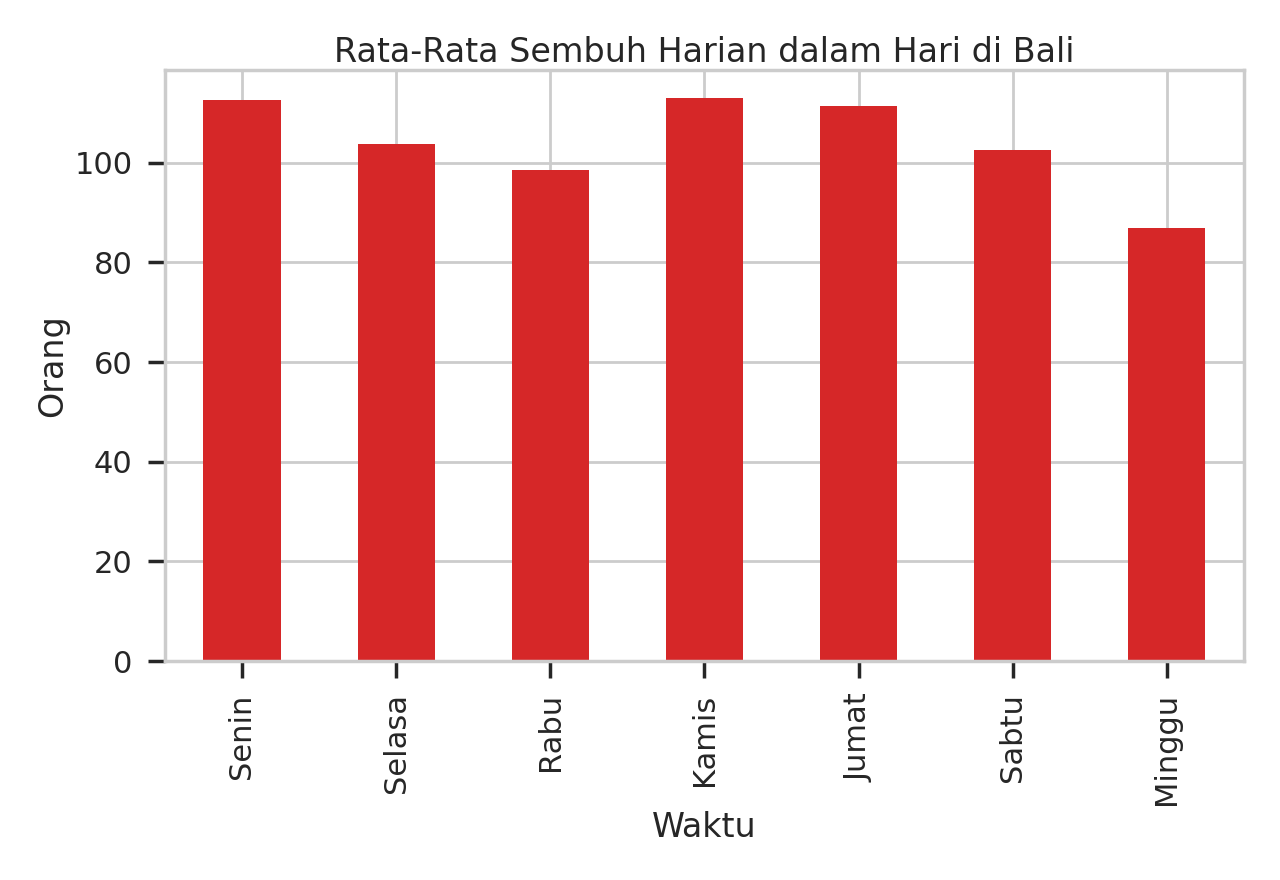 Rata-Rata Sembuh Harian dalam Hari di Bali
Orang
100
80
60
40
20
0
Senin
Selasa
Rabu
Kamis
Jumat
Sabtu
Minggu
Waktu